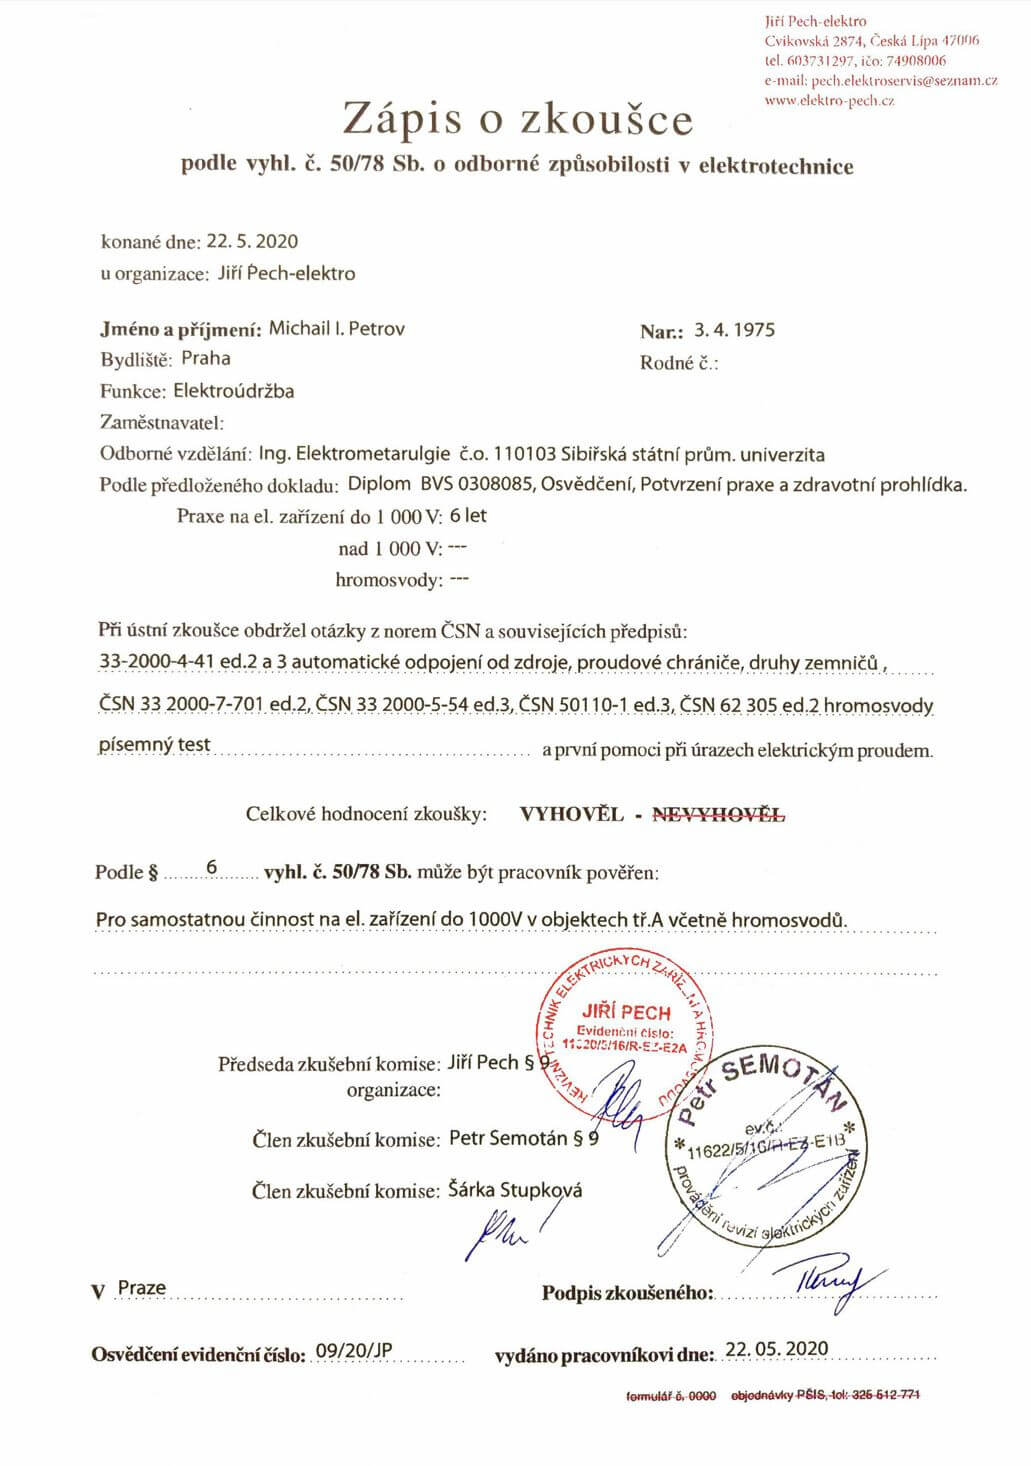 Jiří Pech-elektro
Cvikovská 2874, Česká Lípa 47006
tel. 603731297, ičo: 74908006
e-mail: pech.elektroservis@seznam.cz
www.elektro-pech.cz
Zápis o zkoušce
podle vyhl. č. 50/78 Sb. o odborné způsobilosti v elektrotechnice
konané dne: 22. 5. 2020
u organizace: Jiří Pech-elektro
Jméno a příjmení: Michail I. Petrov Nar.: 3. 4. 1975
Bydliště: Praha Rodné č.:
Funkce: Elektroúdržba
Zaměstnavatel:
Odborné vzdělání: Ing. Elektrometarulgie č.o. 110103 Sibiřská státní prům. univerzita
Podle předloženého dokladu: Diplom BVS 0308085, Osvědčení, Potvrzení praxe a zdravotní prohlídka.
Praxe na el. zařízení do 1 000 V: 6 let
nad 1 000 V: ---
hromosvody: ---
Při ústní zkoušce obdržel otázky z norem ČSN a souvisejících předpisů:
33-2000-4-41 ed.2 a 3 automatické odpojení od zdroje, proudové chrániče, druhy zemničů ,
ČSN 33 2000-7-701 ed.2, ČSN 33 2000-5-54 ed.3, ČSN 50110-1 ed.3, ČSN 62 305 ed.2 hromosvody
písemný test a první pomoci při úrazech elektrickým proudem.
Celkové hodnocení zkoušky: VYHOVĚL - NEVYHOVĚL
Podle § 6 vyhl. č. 50/78 Sb. může být pracovník pověřen:
Pro samostatnou činnost na el. zařízení do 1000V v objektech tř.A včetně hromosvodů.
REVIZNÍ TECHNIK ELEKTRICKÝCH ZAŘÍZENÍ A HROMOSVODŮ
JIŘÍ PECH
Evidenční číslo:
Předseda zkušební komise: Jiří Pech § 9
organizace:
Petr SEMOTÁN
ev.č.:
11622/5/16/R-EZ-E1B
provádění revizí elektrických zařízení
Člen zkušební komise: Petr Semotán § 9
Člen zkušební komise: Šárka Stupková
V Praze Podpis zkoušeného:
Osvědčení evidenční číslo: 09/20/JP vydáno pracovníkovi dne: 22.05. 2020
formulář č. 0000 objednávky PŠIS, tel: 326 512 771